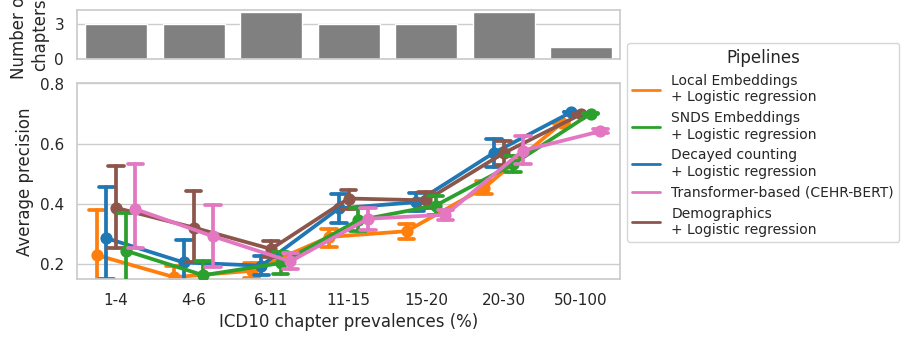 Number of
chapters
3
0
0.8
0.6
0.4
0.2
Average precision
1-4 4-6 6-11 11-15 15-20 20-30 50-100
ICD10 chapter prevalences (%)
Pipelines
Local Embeddings
+ Logistic regression
SNDS Embeddings
+ Logistic regression
Decayed counting
+ Logistic regression
Transformer-based (CEHR-BERT)
Demographics
+ Logistic regression